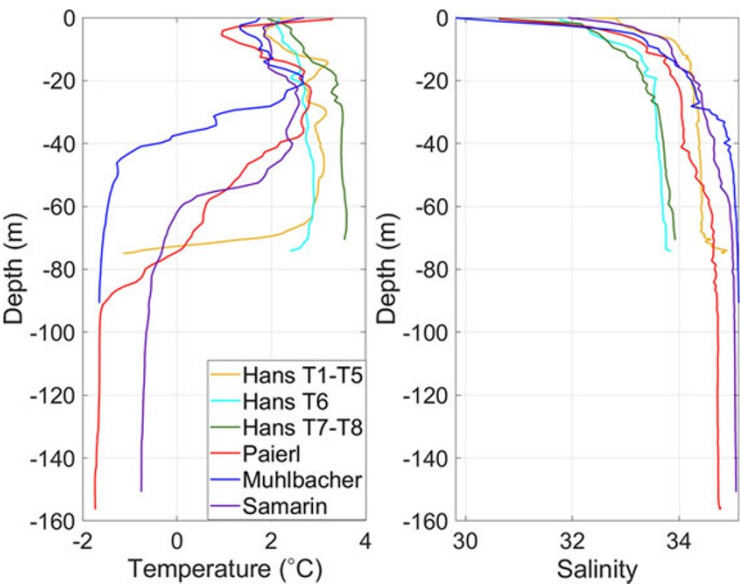 0
-20
-40
-60
-80
-100
-120
-140
-160
Depth (m)
-2 0 2 4
Temperature (°C)
Hans T1-T5
Hans T6
Hans T7-T8
Paierl
Muhlbacher
Samarin
0
-20
-40
-60
-80
-100
-120
-140
-160
Depth (m)
30 32 34
Salinity